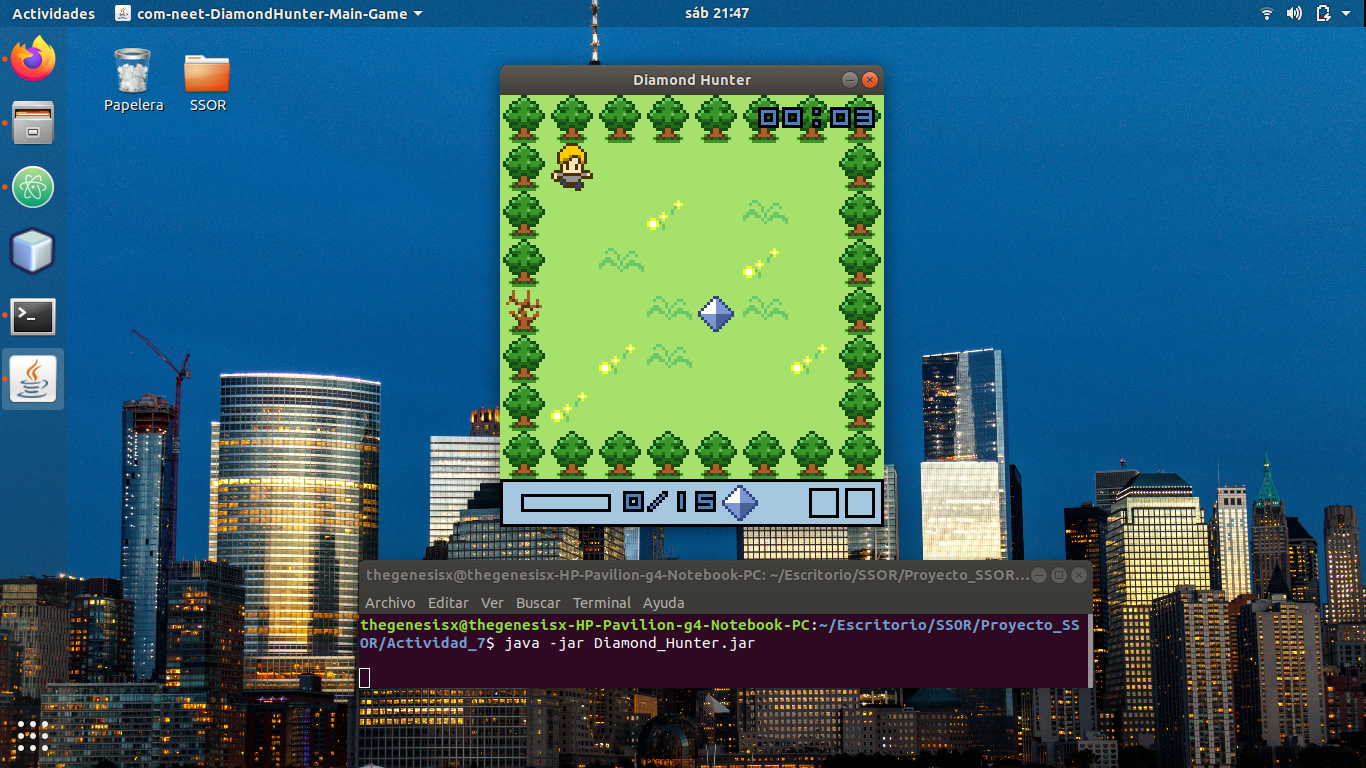 Actividades com-neet-DiamondHunter-Main-Game sáb 21:47
Papelera SSOR
Diamond Hunter
00:03
0/15
thegenesisx@thegenesisx-HP-Pavilion-g4-Notebook-PC: ~/Escritorio/SSOR/Proyecto_SSOR...
Archivo Editar Ver Buscar Terminal Ayuda
thegenesisx@thegenesisx-HP-Pavilion-g4-Notebook-PC:~/Escritorio/SSOR/Proyecto_SS
OR/Actividad_7$ java -jar Diamond_Hunter.jar